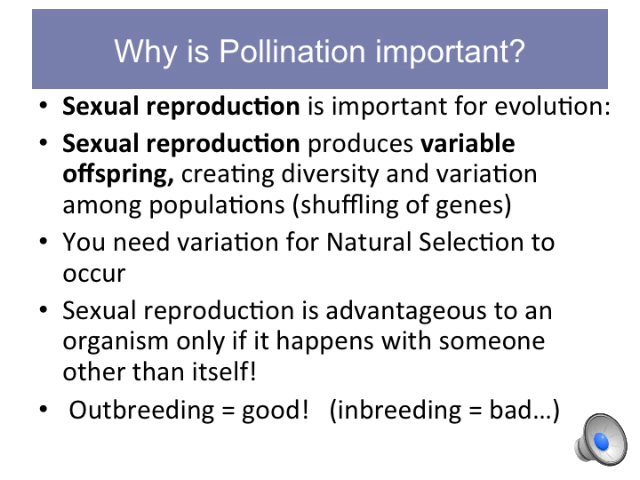 Why is Pollination important?
• Sexual reproduction is important for evolution:
• Sexual reproduction produces variable
offspring, creating diversity and variation
among populations (shuffling of genes)
• You need variation for Natural Selection to
occur
• Sexual reproduction is advantageous to an
organism only if it happens with someone
other than itself!
• Outbreeding = good! (inbreeding = bad…)